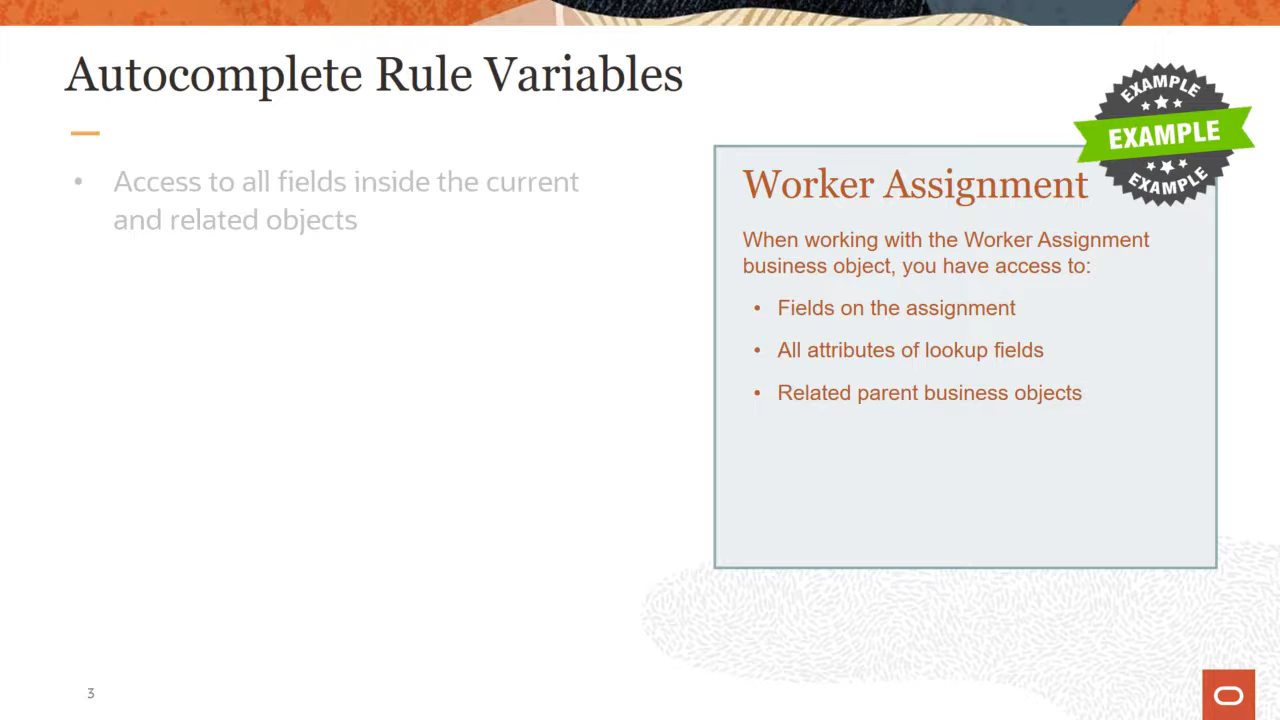 Autocomplete Rule Variables
• Access to all fields inside the current
and related objects
EXAMPLE
EXAMPLE
EXAMPLE
Worker Assignment
When working with the Worker Assignment
business object, you have access to:
• Fields on the assignment
• All attributes of lookup fields
• Related parent business objects
3